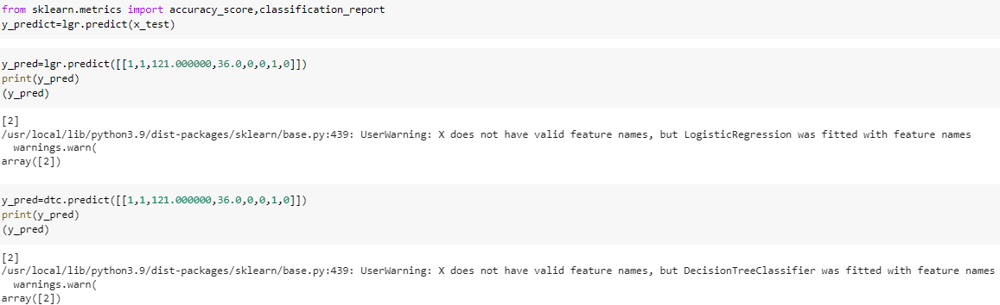 from sklearn.metrics import accuracy_score,classification_report
y_predict=lgr.predict(x_test)
y_pred=lgr.predict([[1,1,121.000000,36.0,0,0,1,0]])
print(y_pred)
(y_pred)
[2]
/usr/local/lib/python3.9/dist-packages/sklearn/base.py:439: UserWarning: X does not have valid feature names, but LogisticRegression was fitted with feature names
  warnings.warn(
array([2])
y_pred=dtc.predict([[1,1,121.000000,36.0,0,0,1,0]])
print(y_pred)
(y_pred)
[2]
/usr/local/lib/python3.9/dist-packages/sklearn/base.py:439: UserWarning: X does not have valid feature names, but DecisionTreeClassifier was fitted with feature names
  warnings.warn(
array([2])